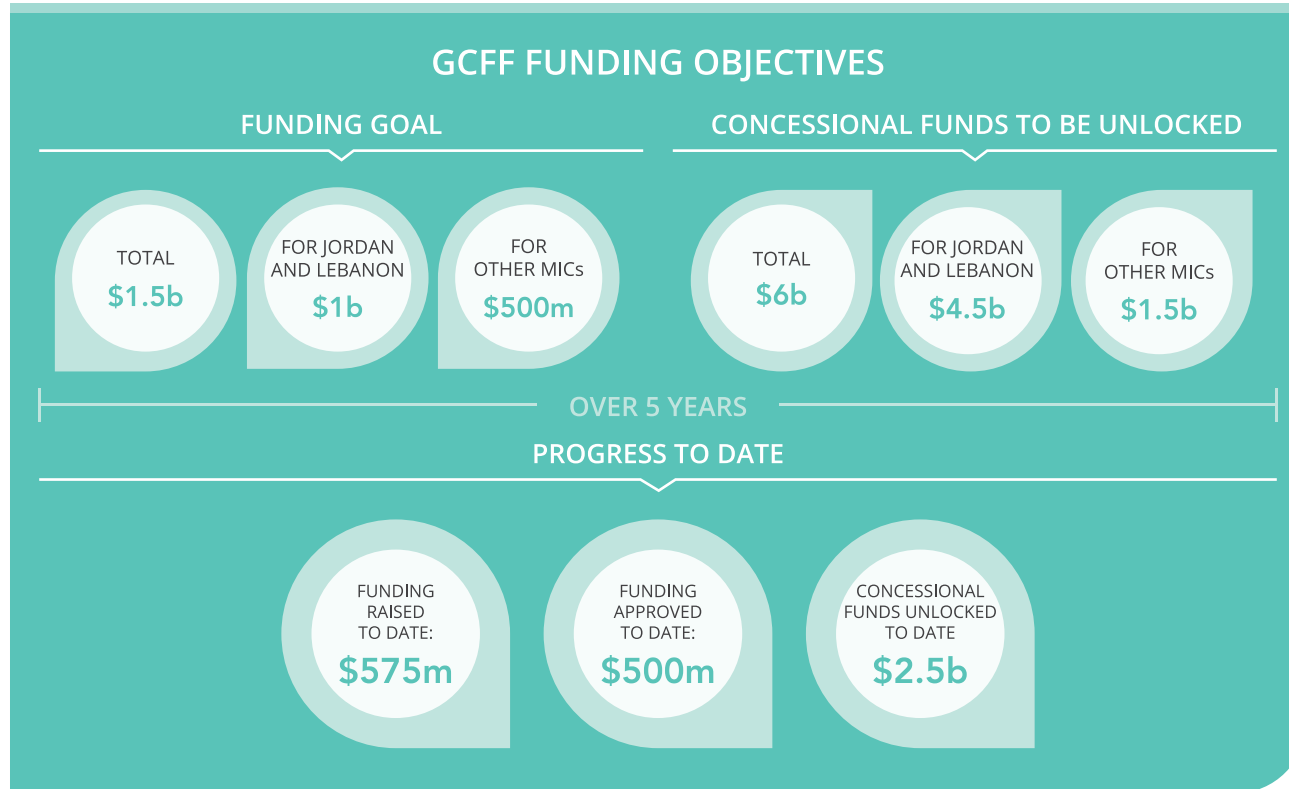 GCFF FUNDING OBJECTIVES
FUNDING GOAL
TOTAL
$1.5b
FOR JORDAN
AND LEBANON
$1b
FOR
OTHER MICs
$500m
CONCESSIONAL FUNDS TO BE UNLOCKED
TOTAL
$6b
FOR JORDAN
AND LEBANON
$4.5b
FOR
OTHER MICs
$1.5b
OVER 5 YEARS
PROGRESS TO DATE
FUNDING
RAISED
TO DATE:
$575m
FUNDING
APPROVED
TO DATE:
$500m
CONCESSIONAL
FUNDS UNLOCKED
TO DATE
$2.5b